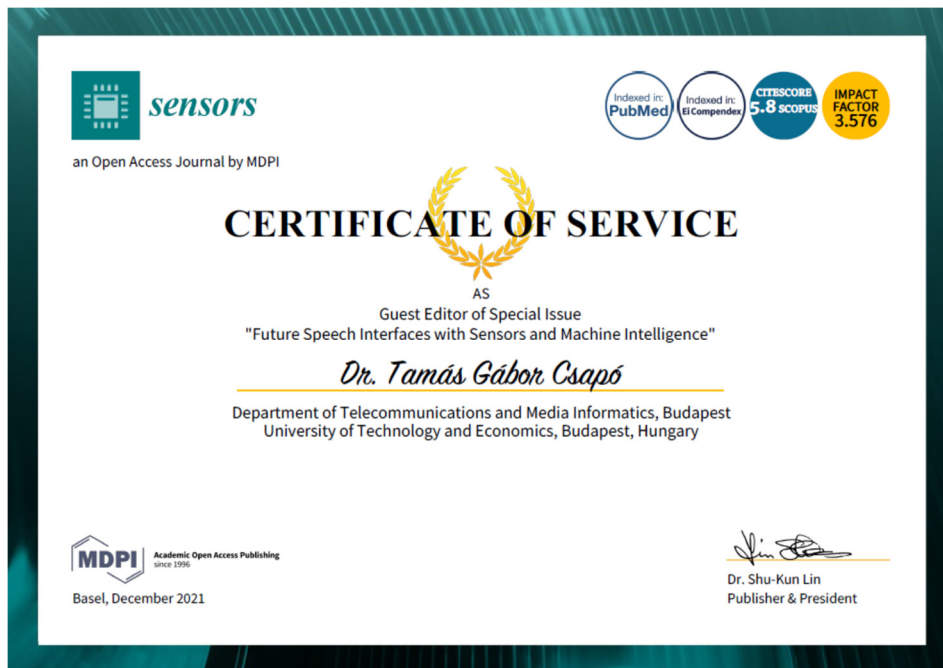 sensors
an Open Access Journal by MDPI
Indexed in:
PubMed
Indexed in:
Ei Compendex
CITESCORE
5.8 SCOPUS
IMPACT
FACTOR
3.576
CERTIFICATE OF SERVICE
AS
Guest Editor of Special Issue
"Future Speech Interfaces with Sensors and Machine Intelligence"
Dr. Tamás Gábor Csapó
Department of Telecommunications and Media Informatics, Budapest
University of Technology and Economics, Budapest, Hungary
MDPI
Academic Open Access Publishing
since 1996
Basel, December 2021
Dr. Shu-Kun Lin
Publisher & President